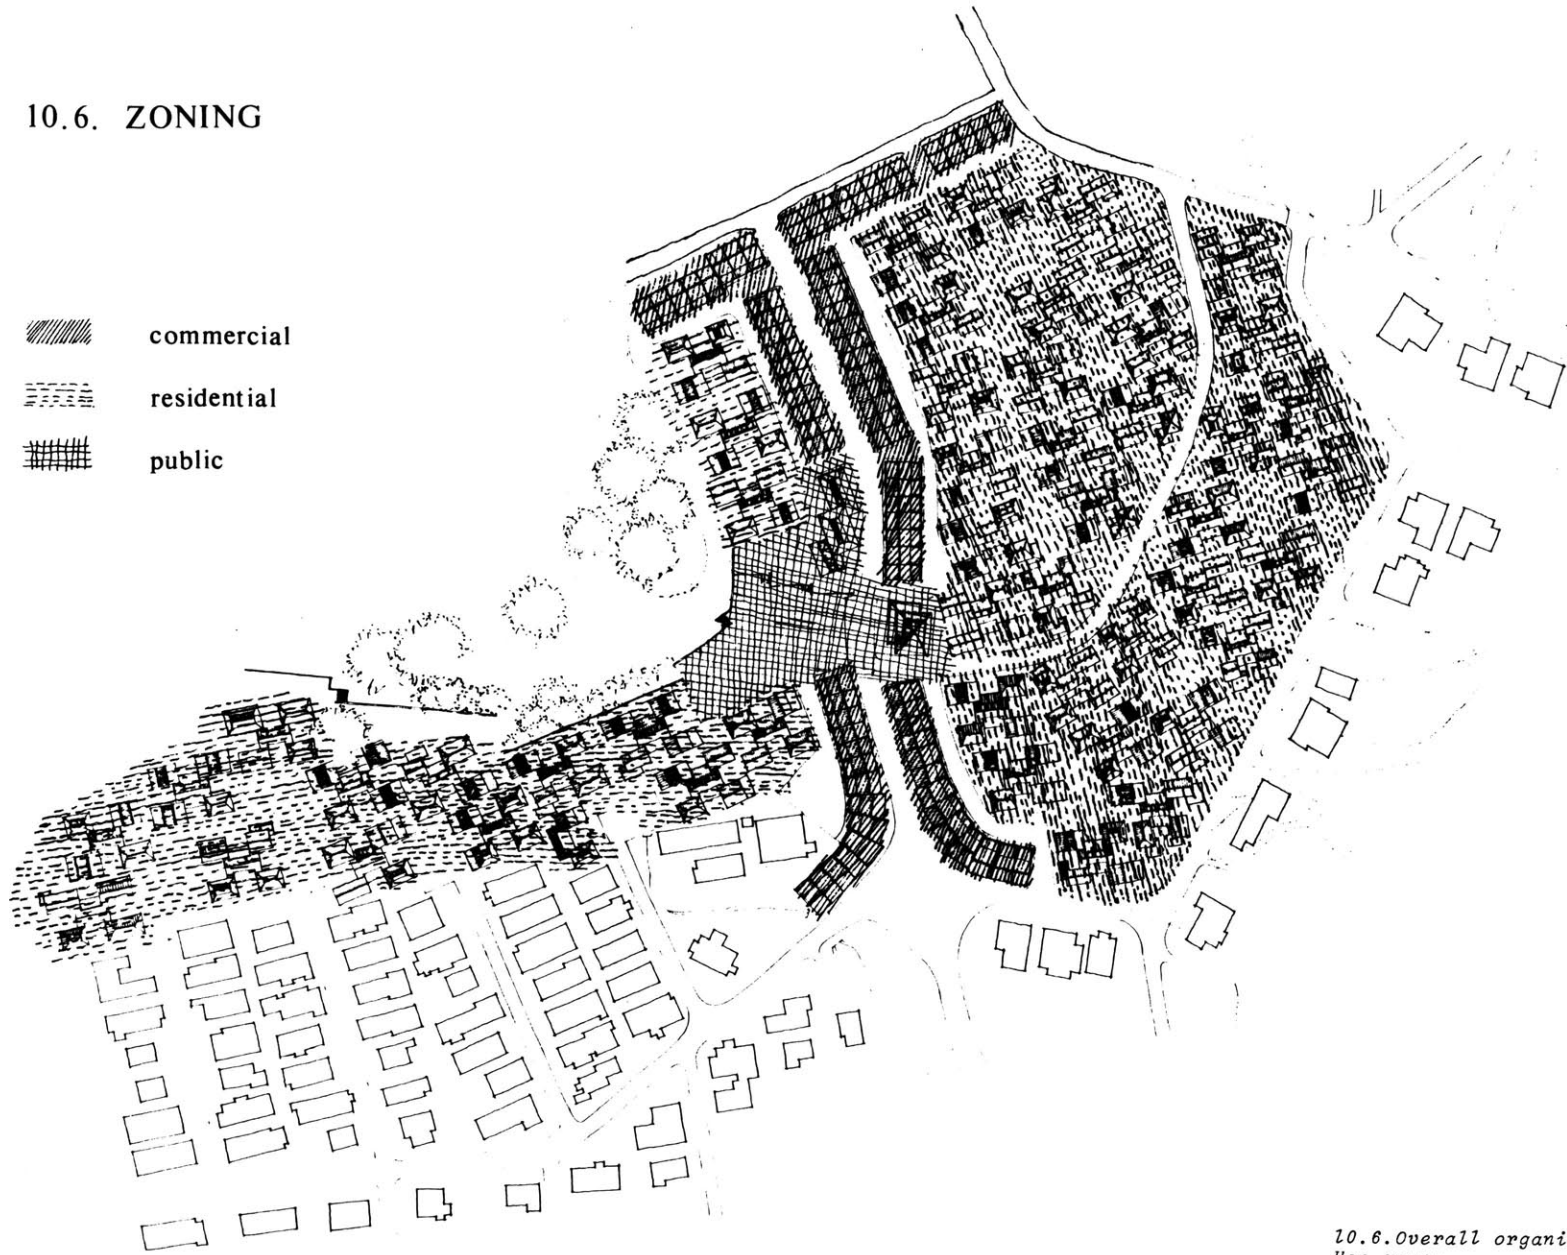 10.6. ZONING
commercial
residential
public
10.6.Overall organi